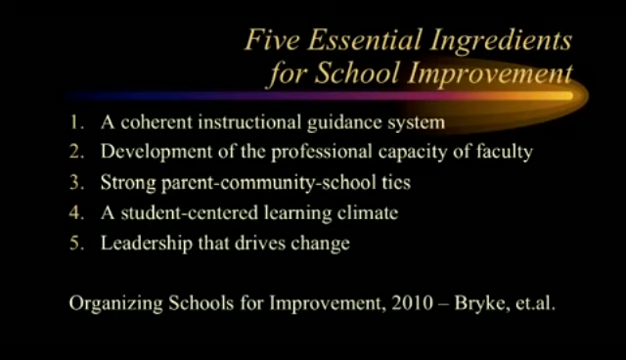 Five Essential Ingredients
for School Improvement
1. A coherent instructional guidance system
2. Development of the professional capacity of faculty
3. Strong parent-community-school ties
4. A student-centered learning climate
5. Leadership that drives change
Organizing Schools for Improvement, 2010 – Bryke, et.al.